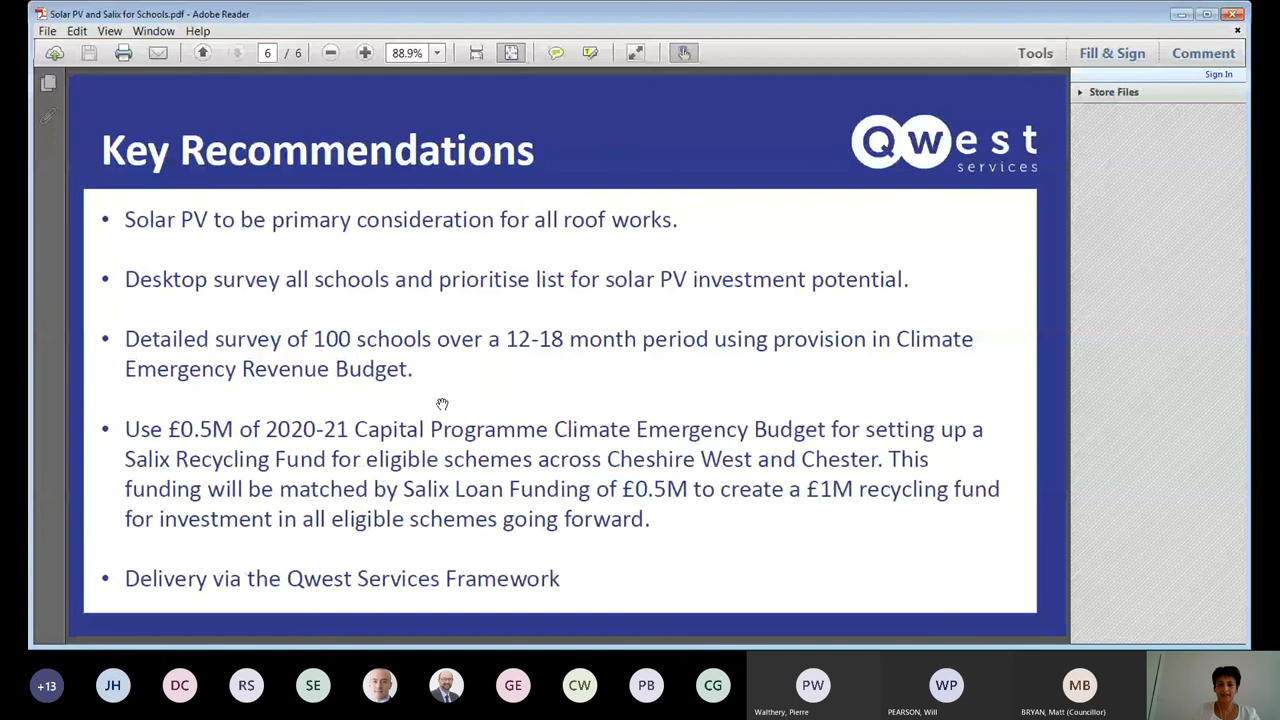 Solar PV and Salix for Schools.pdf - Adobe Reader
File Edit View Window Help
6 / 6 88.9% Tools Fill & Sign Comment
Sign In
Store Files
Key Recommendations
Qwest
services
• Solar PV to be primary consideration for all roof works.
• Desktop survey all schools and prioritise list for solar PV investment potential.
• Detailed survey of 100 schools over a 12-18 month period using provision in Climate
Emergency Revenue Budget.
• Use £0.5M of 2020-21 Capital Programme Climate Emergency Budget for setting up a
Salix Recycling Fund for eligible schemes across Cheshire West and Chester. This
funding will be matched by Salix Loan Funding of £0.5M to create a £1M recycling fund
for investment in all eligible schemes going forward.
• Delivery via the Qwest Services Framework
+13 JH DC RS SE GE CW PB CG PW WP MB
Walthery, Pierre PEARSON, Will BRYAN, Matt (Councillor)